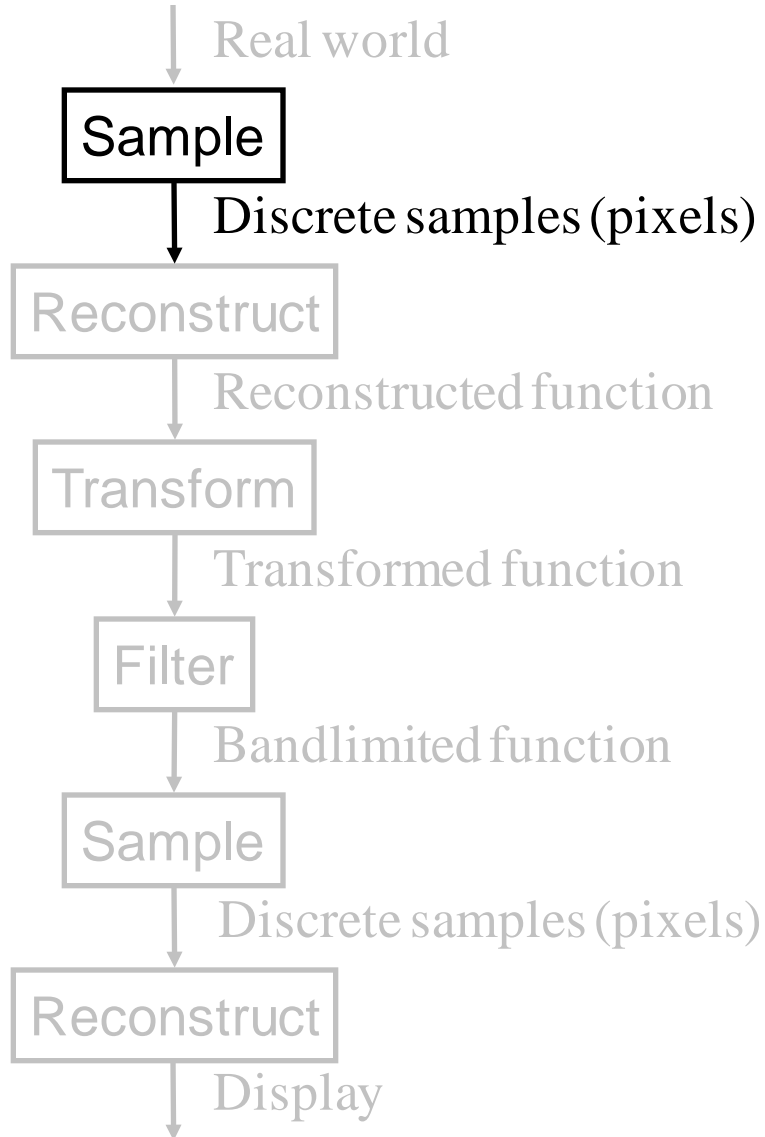 Real world
Sample
Discrete samples (pixels)
Reconstruct
Reconstructed function
Transform
Transformed function
Filter
Bandlimited function
Sample
Discrete samples (pixels)
Reconstruct
Display